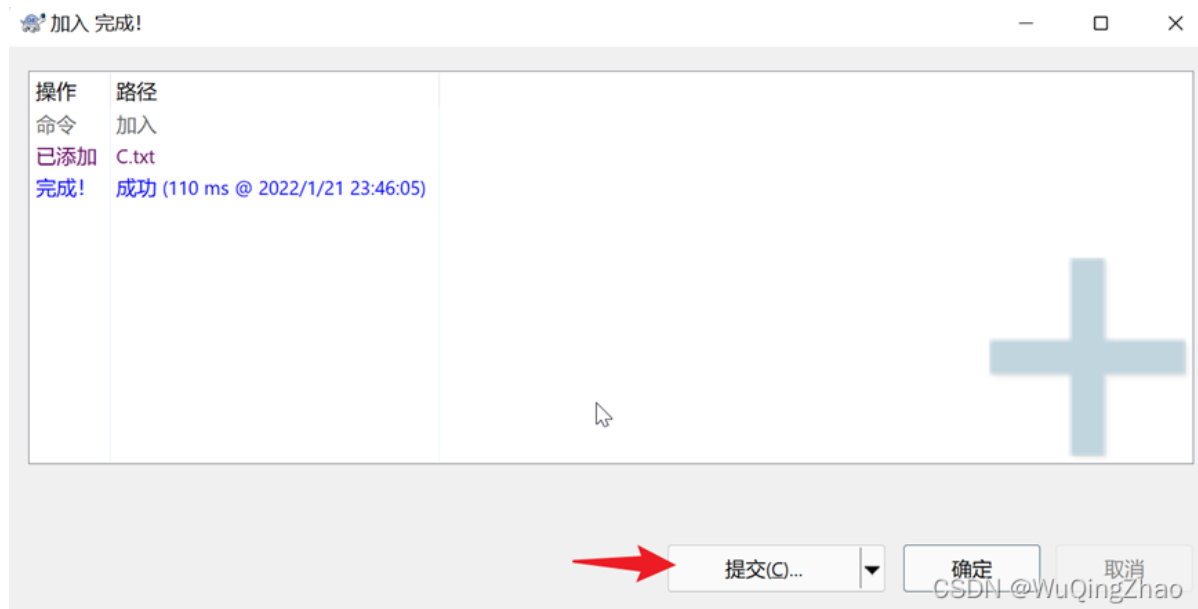 加入 完成!
操作 路径
命令 加入
已添加 C.txt
完成! 成功 (110 ms @ 2022/1/21 23:46:05)
提交(C)... 确定 取消
CSDN @WuQingZhao